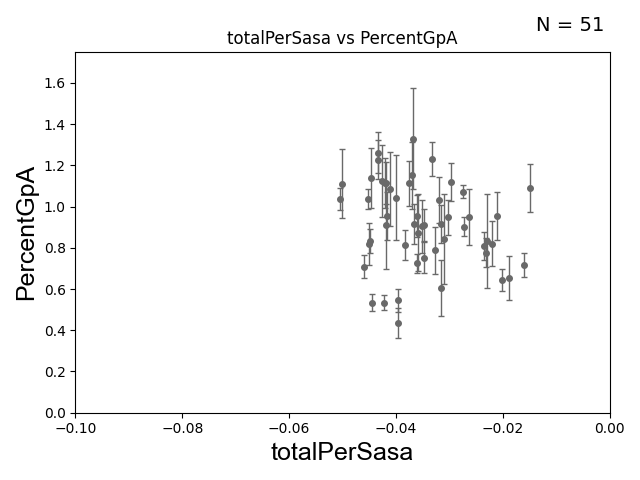 N = 51
totalPerSasa vs PercentGpA
PercentGpA
1.6
1.4
1.2
1.0
0.8
0.6
0.4
0.2
0.0
−0.10 −0.08 −0.06 −0.04 −0.02 0.00
totalPerSasa